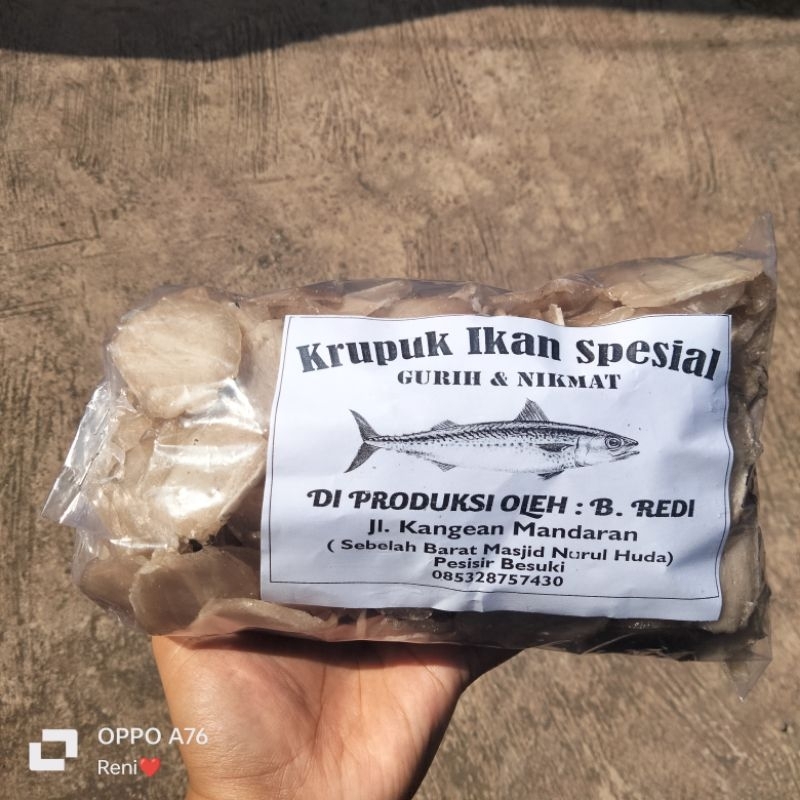 Krupuk Ikan Spesial
GURIH & NIKMAT
DI PRODUKSI OLEH : B. REDI
Jl. Kangean Mandaran
( Sebelah Barat Masjid Nurul Huda)
Pesisir Besuki
085328757430
OPPO A76
Reni❤️